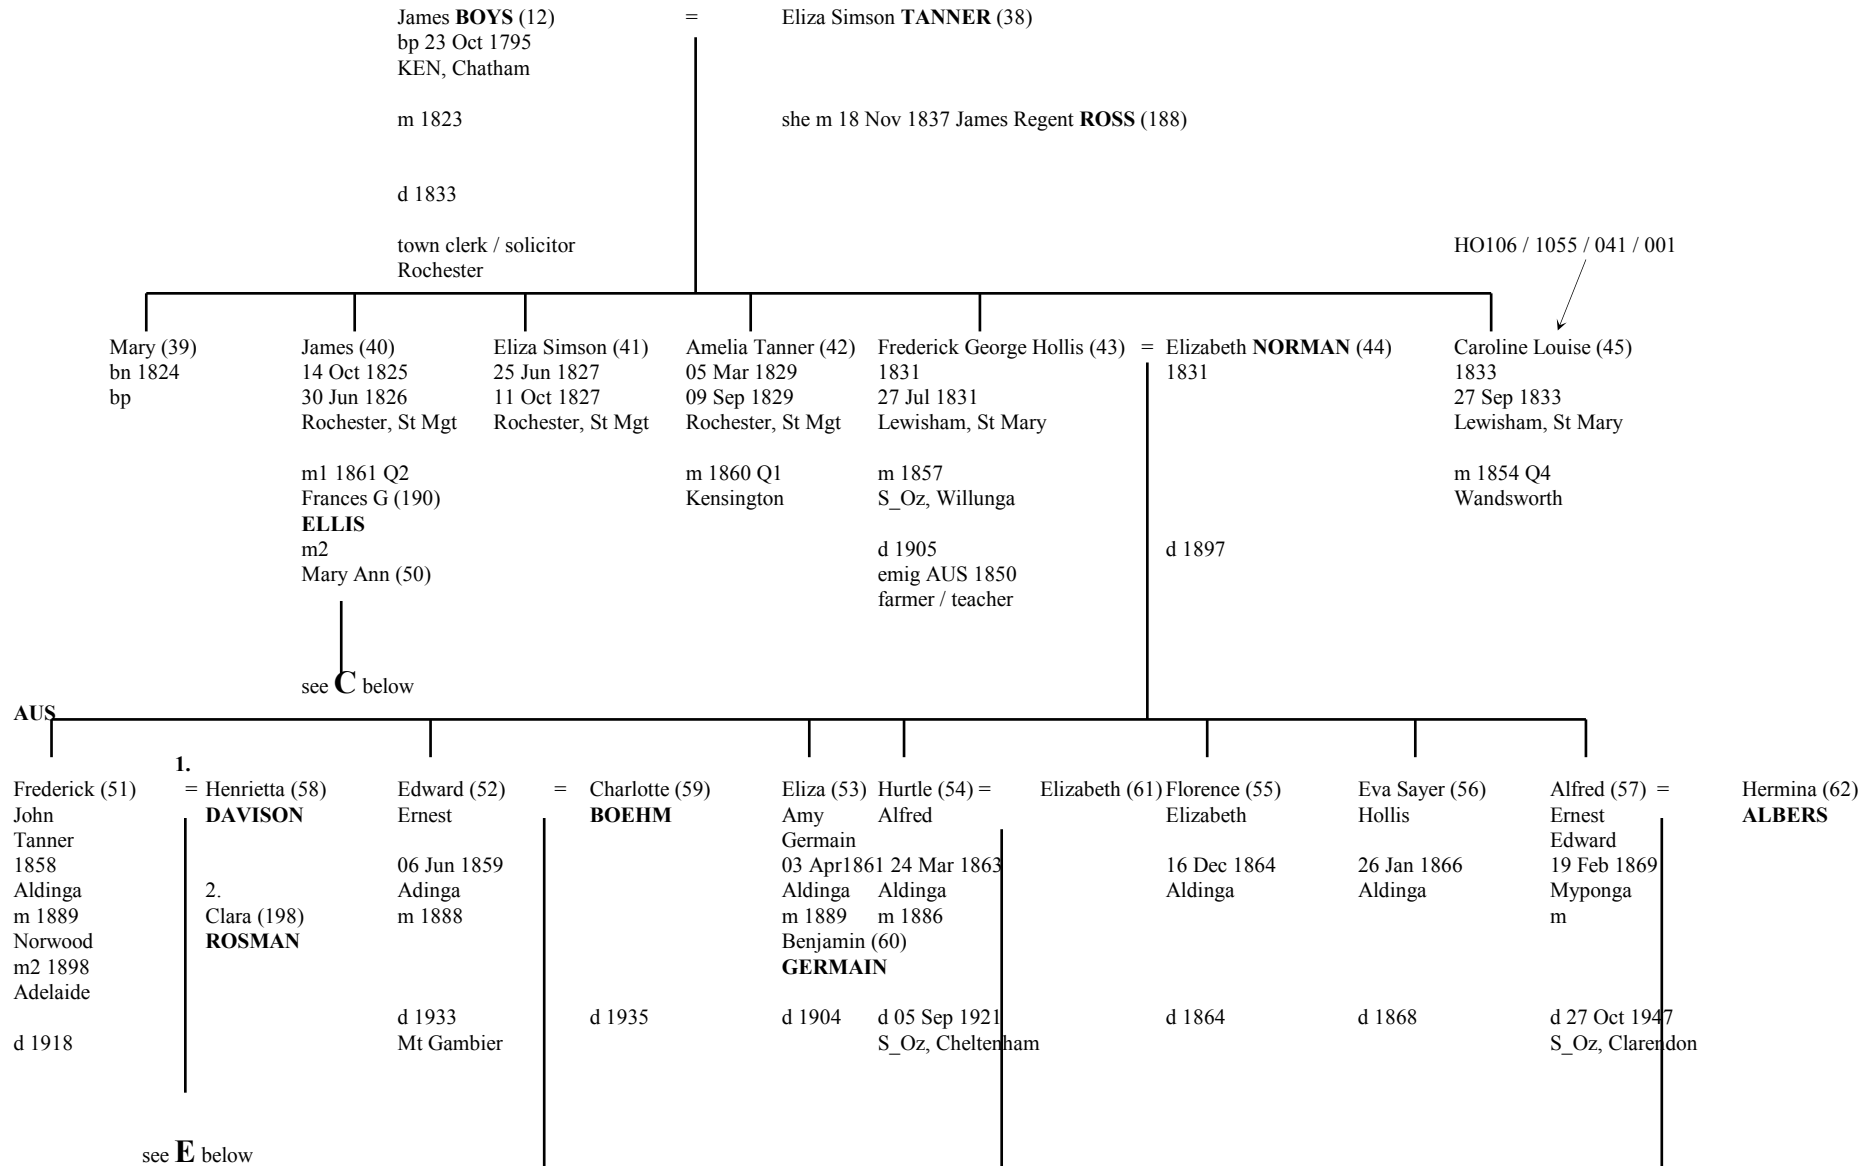 James BOYS (12) = Eliza Simson TANNER (38)
bp 23 Oct 1795
KEN, Chatham
m 1823 she m 18 Nov 1837 James Regent ROSS (188)
d 1833
town clerk / solicitor
Rochester
HO106 / 1055 / 041 / 001
Mary (39)
bn 1824
bp
James (40)
14 Oct 1825
30 Jun 1826
Rochester, St Mgt
m1 1861 Q2
Frances G (190)
ELLIS
m2
Mary Ann (50)
see C below
Eliza Simson (41)
25 Jun 1827
11 Oct 1827
Rochester, St Mgt
Amelia Tanner (42)
05 Mar 1829
09 Sep 1829
Rochester, St Mgt
m 1860 Q1
Kensington
Frederick George Hollis (43) =
1831
27 Jul 1831
Lewisham, St Mary
m 1857
S_Oz, Willunga
d 1905
emig AUS 1850
farmer / teacher
Elizabeth NORMAN (44)
1831
d 1897
Caroline Louise (45)
1833
27 Sep 1833
Lewisham, St Mary
m 1854 Q4
Wandsworth
AUS
Frederick (51)
John
Tanner
1858
Aldinga
m 1889
Norwood
m2 1898
Adelaide
d 1918
1.
= Henrietta (58)
DAVISON
2.
Clara (198)
ROSMAN
see E below
Edward (52) =
Ernest
06 Jun 1859
Adinga
m 1888
d 1933
Mt Gambier
Charlotte (59)
BOEHM
d 1935
Eliza (53)
Amy
Germain
03 Apr1861
Aldinga
m 1889
Benjamin (60)
GERMAIN
d 1904
Hurtle (54) =
Alfred
24 Mar 1863
Aldinga
m 1886
d 05 Sep 1921
S_Oz, Cheltenham
Elizabeth (61)
Florence (55)
Elizabeth
16 Dec 1864
Aldinga
d 1864
Eva Sayer (56)
Hollis
26 Jan 1866
Aldinga
d 1868
Alfred (57) =
Ernest
Edward
19 Feb 1869
Myponga
m
d 27 Oct 1947
S_Oz, Clarendon
Hermina (62)
ALBERS